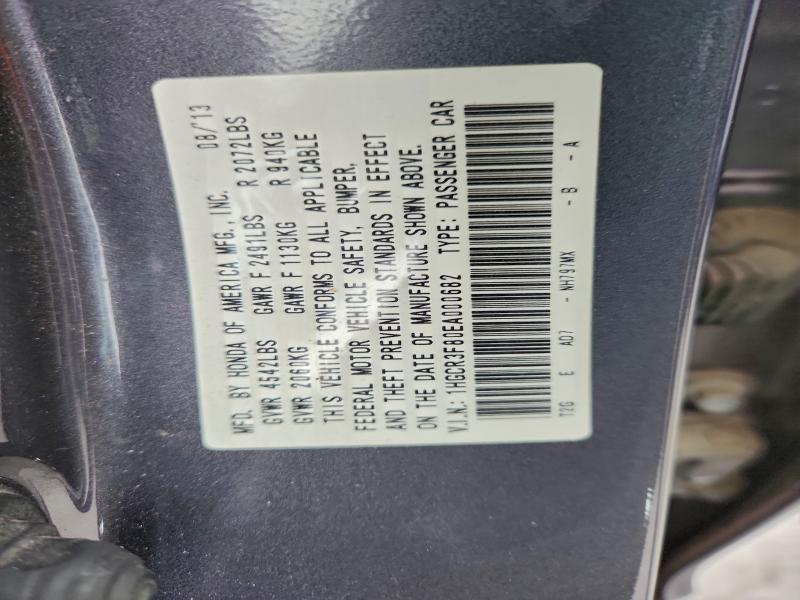 MFD. BY HONDA OF AMERICA MFG., INC. 08/13
GVWR 4542LBS GAWR F 2491LBS R 2072LBS
GVWR 2060KG GAWR F 1130KG R 940KG
THIS VEHICLE CONFORMS TO ALL APPLICABLE
FEDERAL MOTOR VEHICLE SAFETY, BUMPER,
AND THEFT PREVENTION STANDARDS IN EFFECT
ON THE DATE OF MANUFACTURE SHOWN ABOVE.
V.I.N.: 1HGCR3F80EA000682 TYPE: PASSENGER CAR
T2G E A07 - NH797MX - B - A